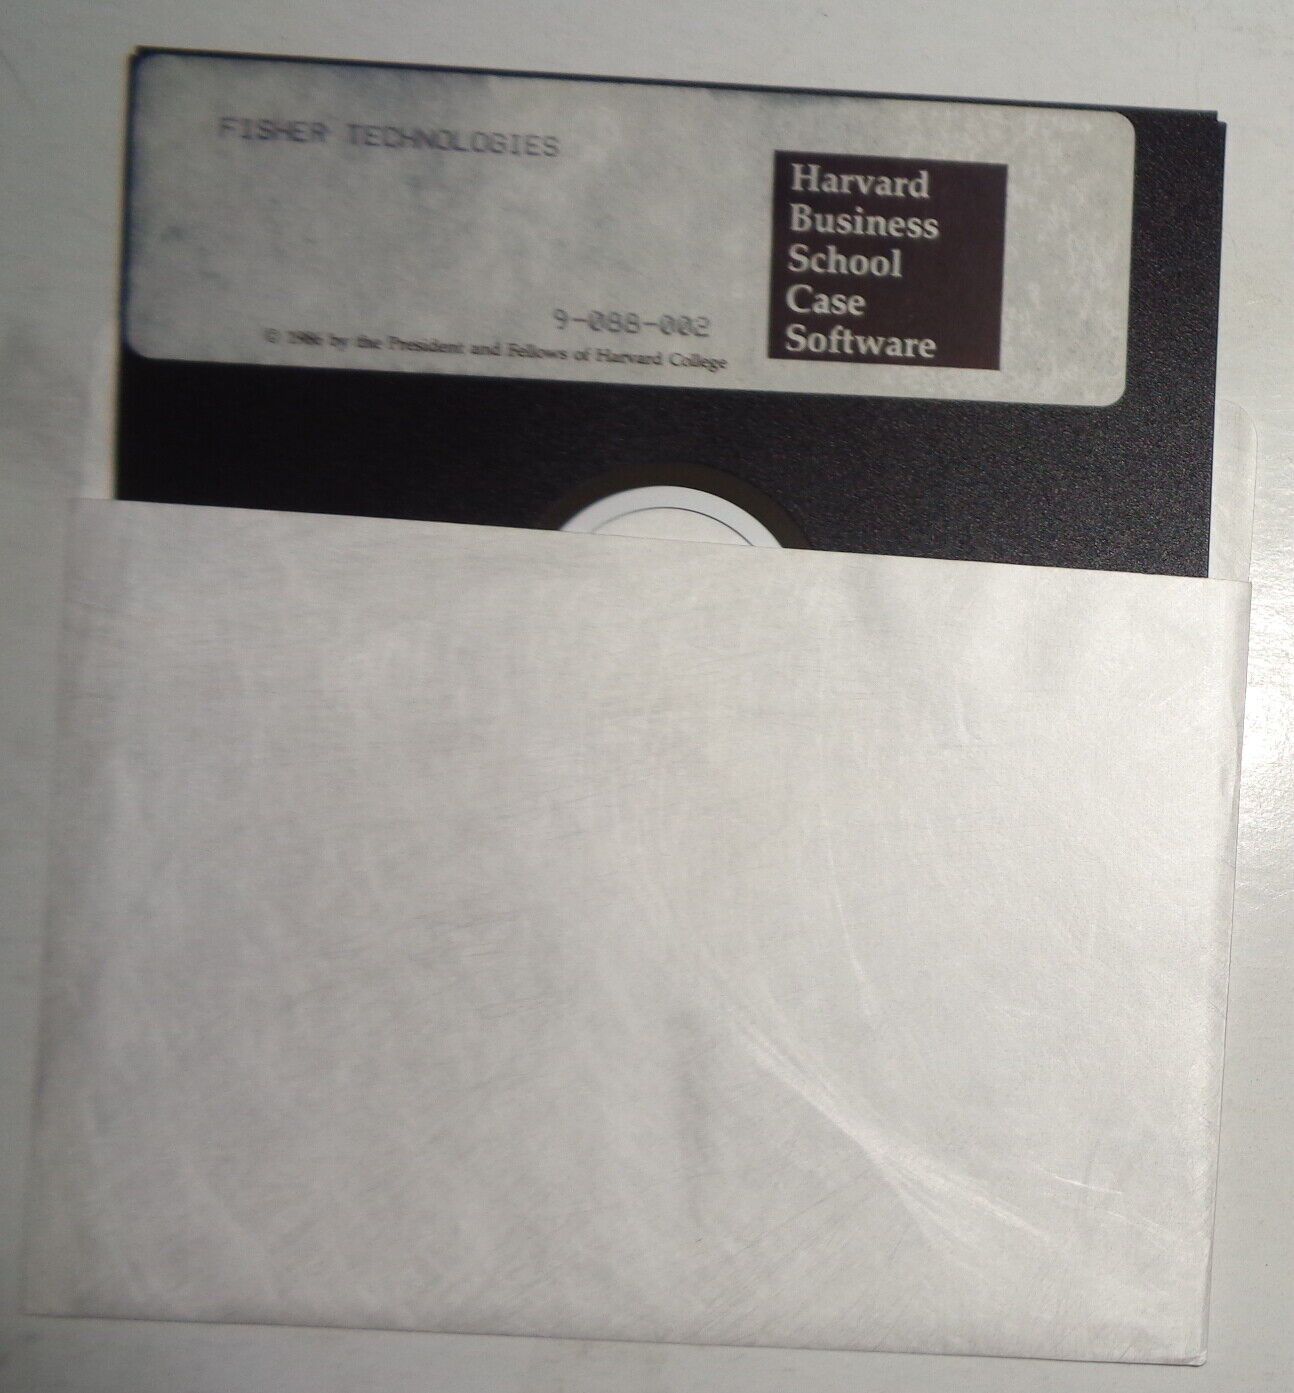 FISHER TECHNOLOGIES
Harvard
Business
School
Case
Software
9-088-002
© 1986 by the President and Fellows of Harvard College